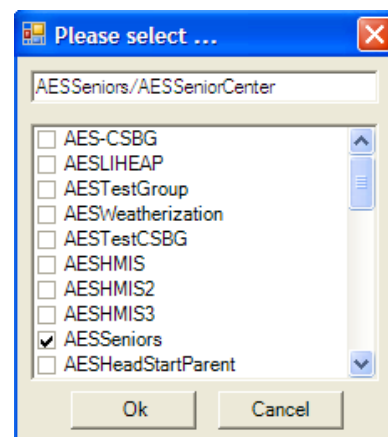 Please select ...
AESSeniors/AESSeniorCenter
AES-CSBG
AESLIHEAP
AESTestGroup
AESWeatherization
AESTestCSBG
AESHMIS
AESHMIS2
AESHMIS3
AESSeniors
AESHeadStartParent
Ok
Cancel